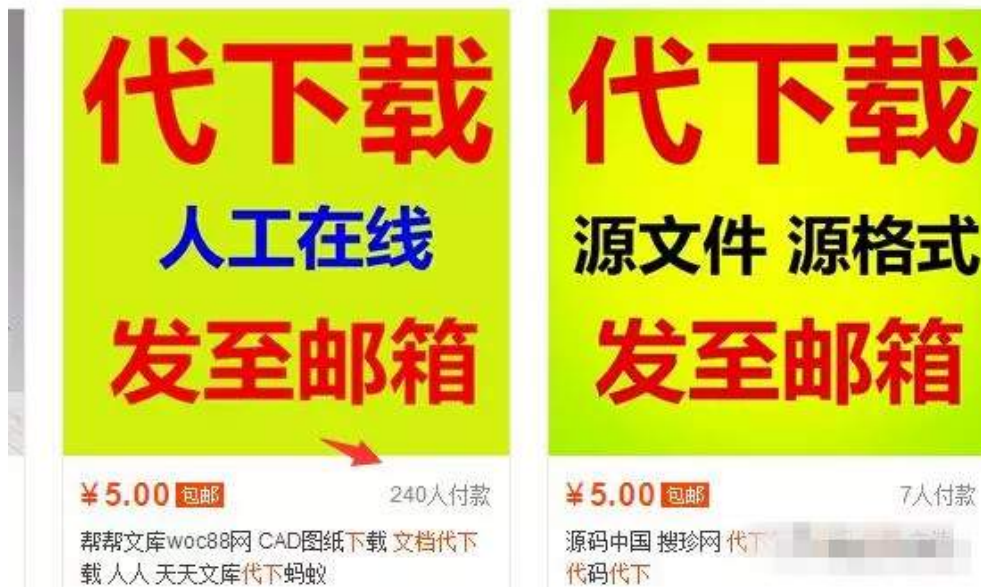 代下载
人工在线
发至邮箱
¥5.00 包邮 240人付款
帮帮文库woc88网 CAD图纸下载 文档代下
载 人人 天天文库代下蚂蚁
代下载
源文件 源格式
发至邮箱
¥5.00 包邮 7人付款
源码中国 搜珍网 代下
代码代下